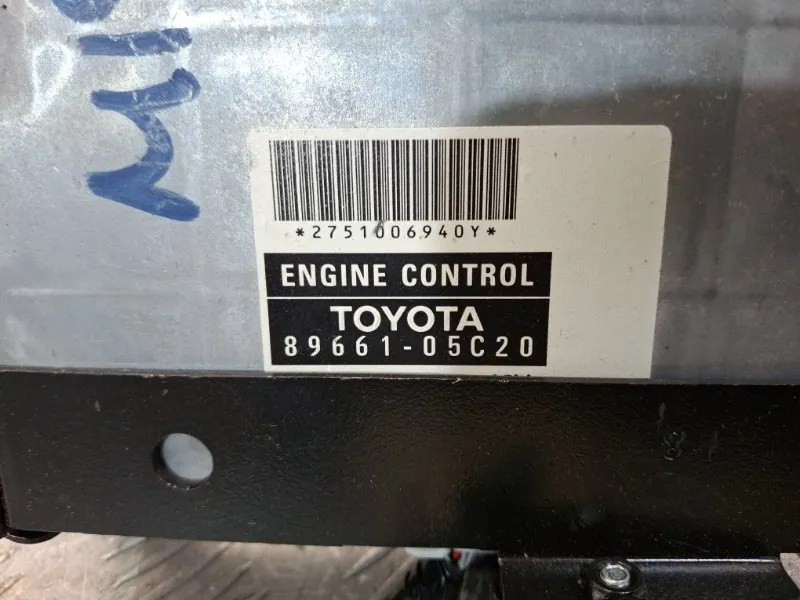 *2751006940Y*
ENGINE CONTROL
TOYOTA
89661-05C20